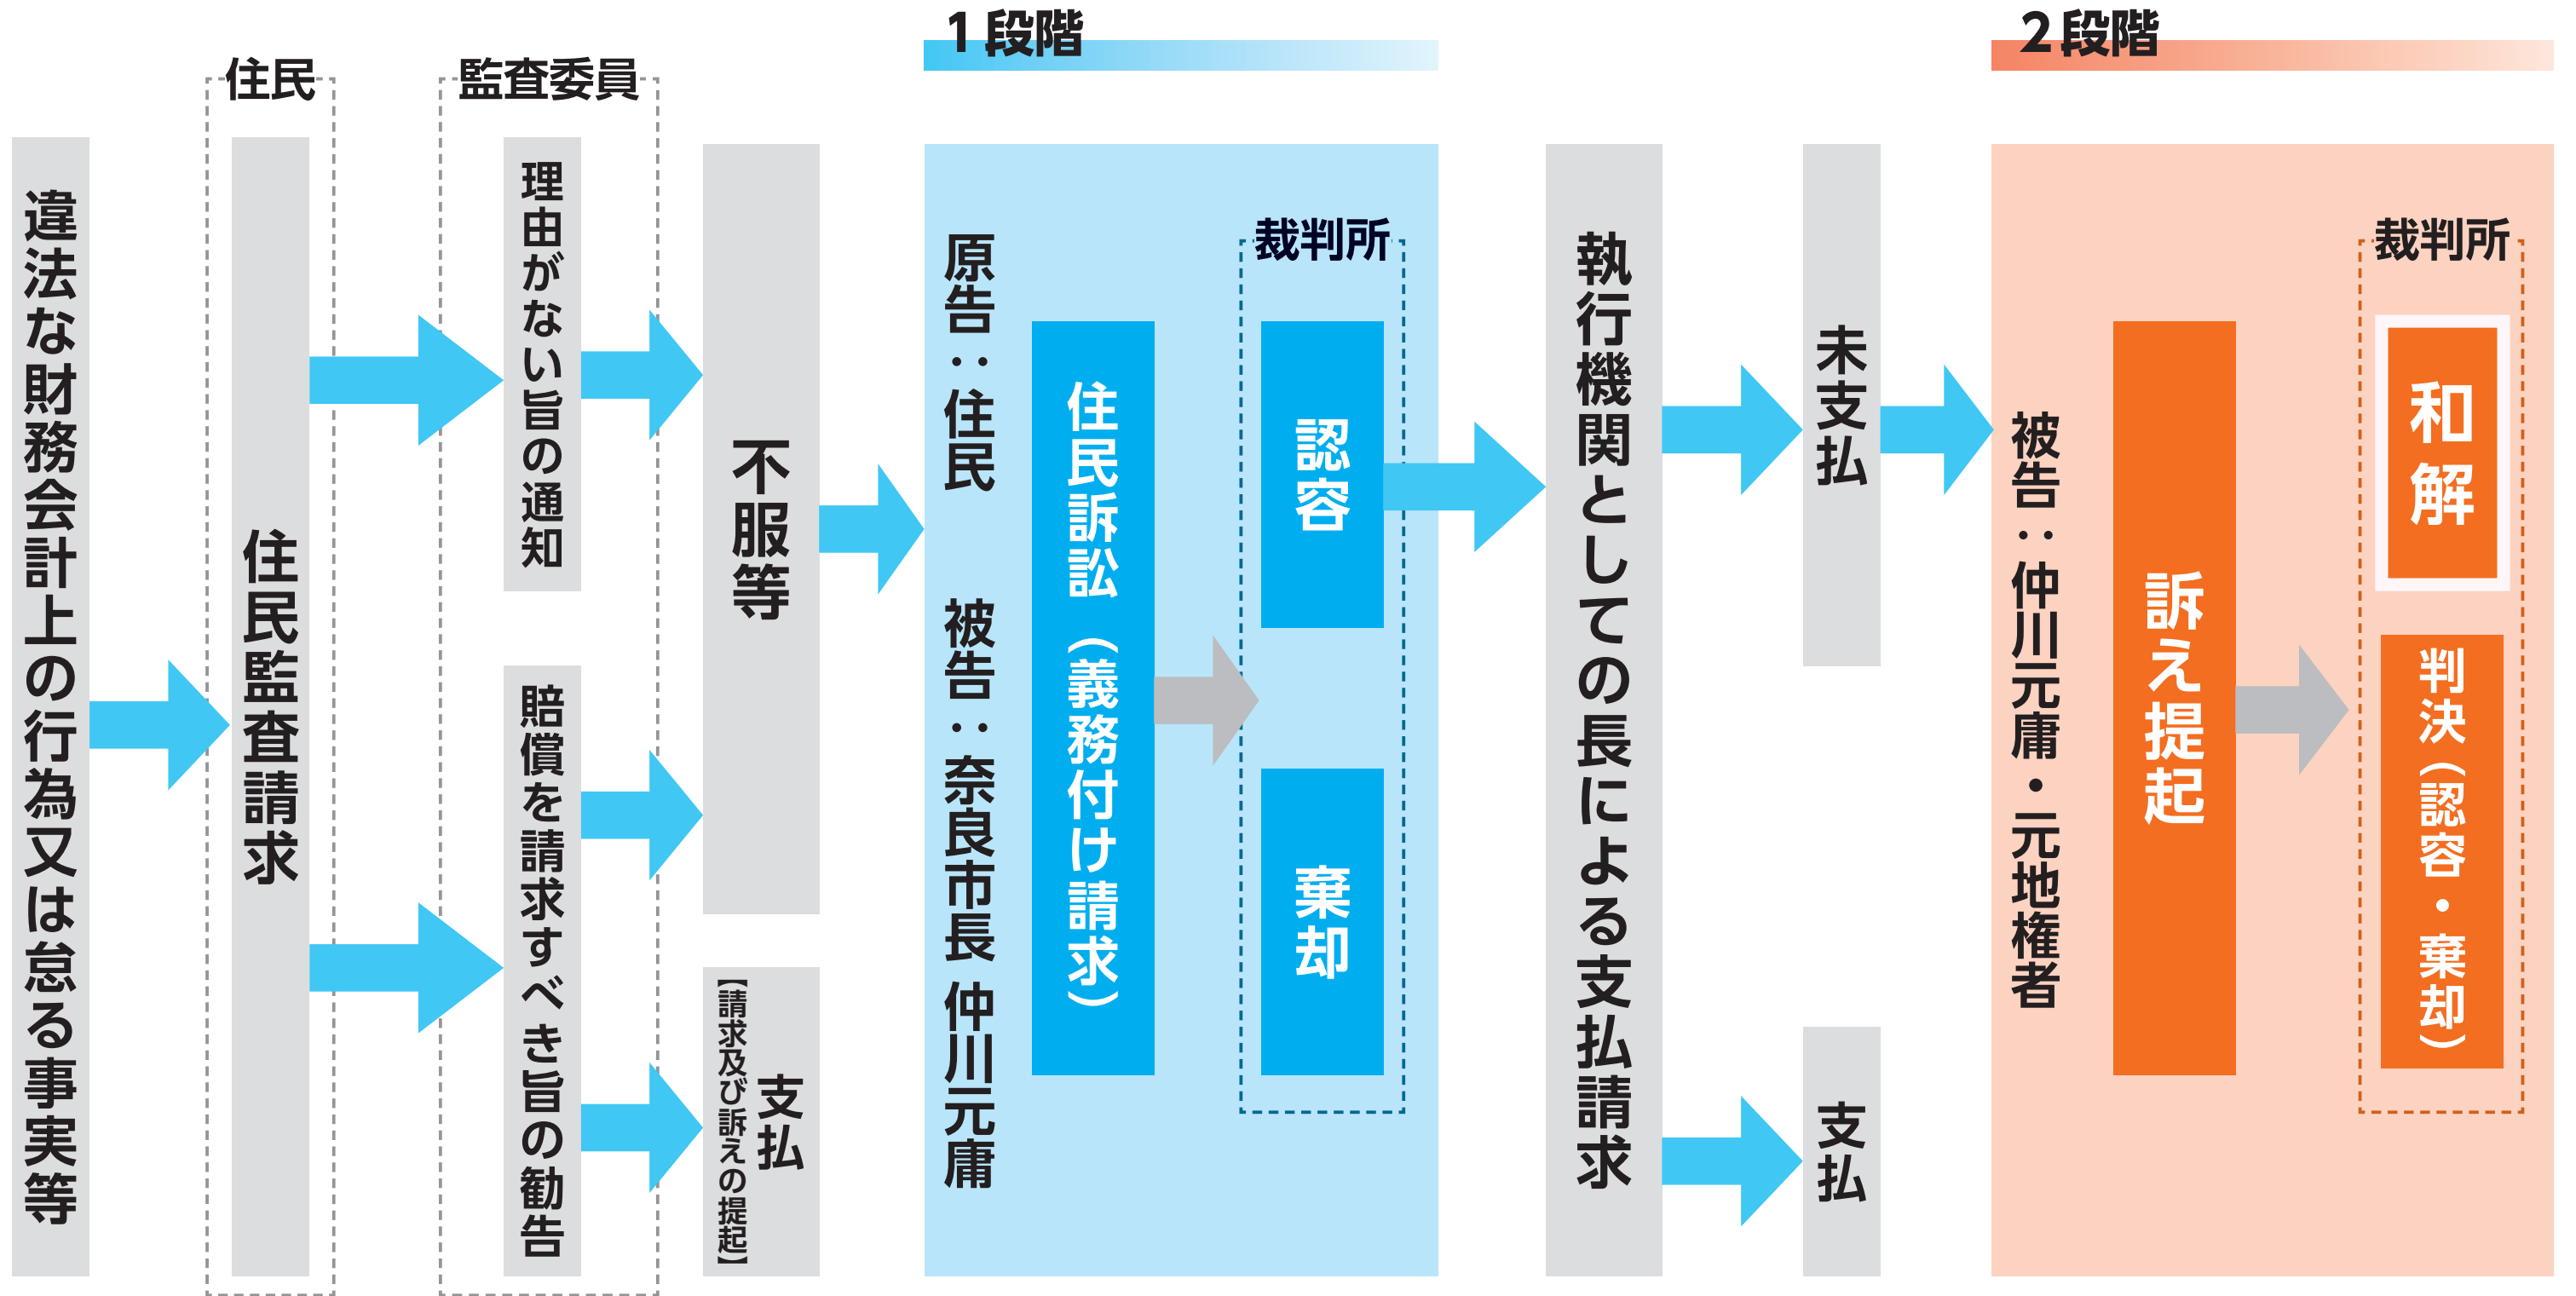 違法な財務会計上の行為又は怠る事実等
住民
住民監査請求
監査委員
理由がない旨の通知
賠償を請求すべき旨の勧告
不服等
支払
【請求及び訴えの提起】
1段階
原告：住民　被告：奈良市長 仲川元庸
住民訴訟（義務付け請求）
裁判所
認容
棄却
執行機関としての長による支払請求
未支払
支払
2段階
被告：仲川元庸・元地権者
訴え提起
裁判所
和解
判決（認容・棄却）